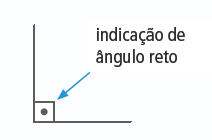 indicação de
ângulo reto